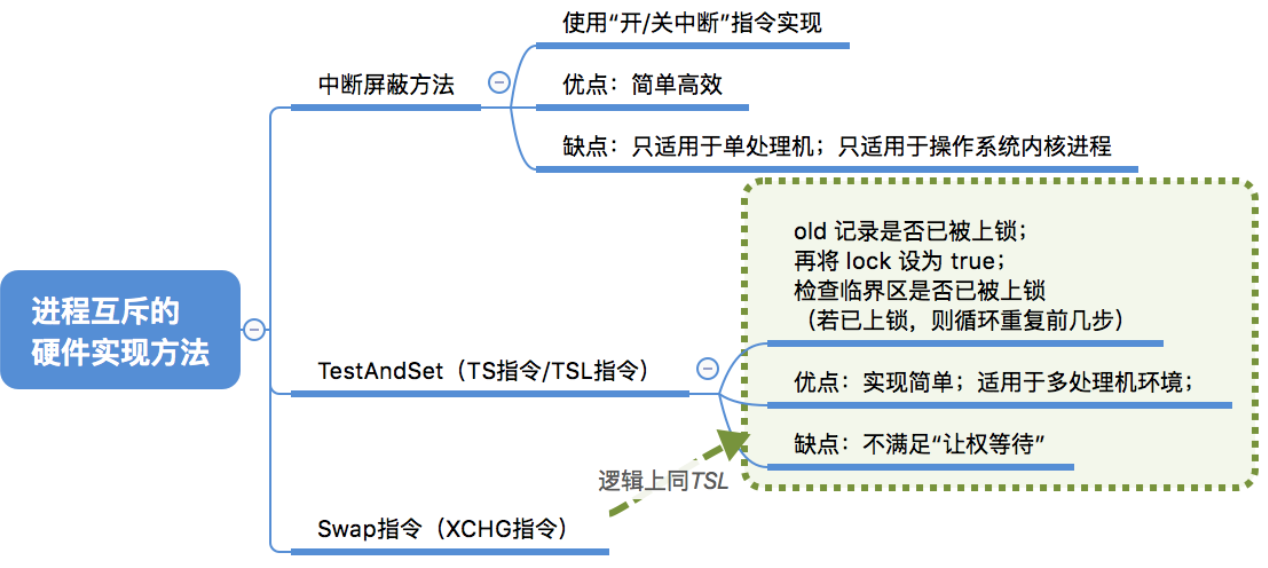 进程互斥的
硬件实现方法
中断屏蔽方法
使用“开/关中断”指令实现
优点：简单高效
缺点：只适用于单处理机；只适用于操作系统内核进程
TestAndSet（TS指令/TSL指令）
old 记录是否已被上锁；
再将 lock 设为 true；
检查临界区是否已被上锁
（若已上锁，则循环重复前几步）
优点：实现简单；适用于多处理机环境；
缺点：不满足“让权等待”
逻辑上同TSL
Swap指令（XCHG指令）